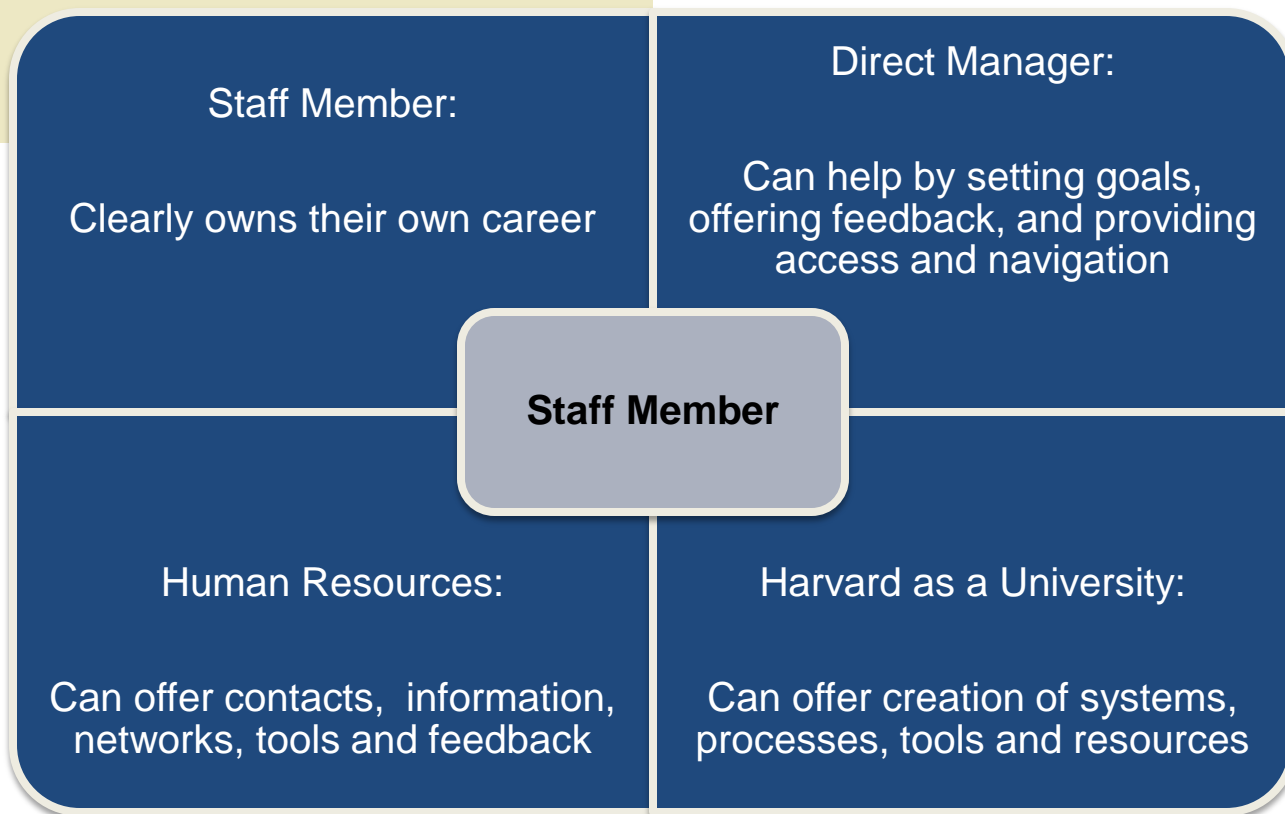 Staff Member:
Clearly owns their own career
Direct Manager:
Can help by setting goals,
offering feedback, and providing
access and navigation
Staff Member
Human Resources:
Can offer contacts,  information,
networks, tools and feedback
Harvard as a University:
Can offer creation of systems,
processes, tools and resources